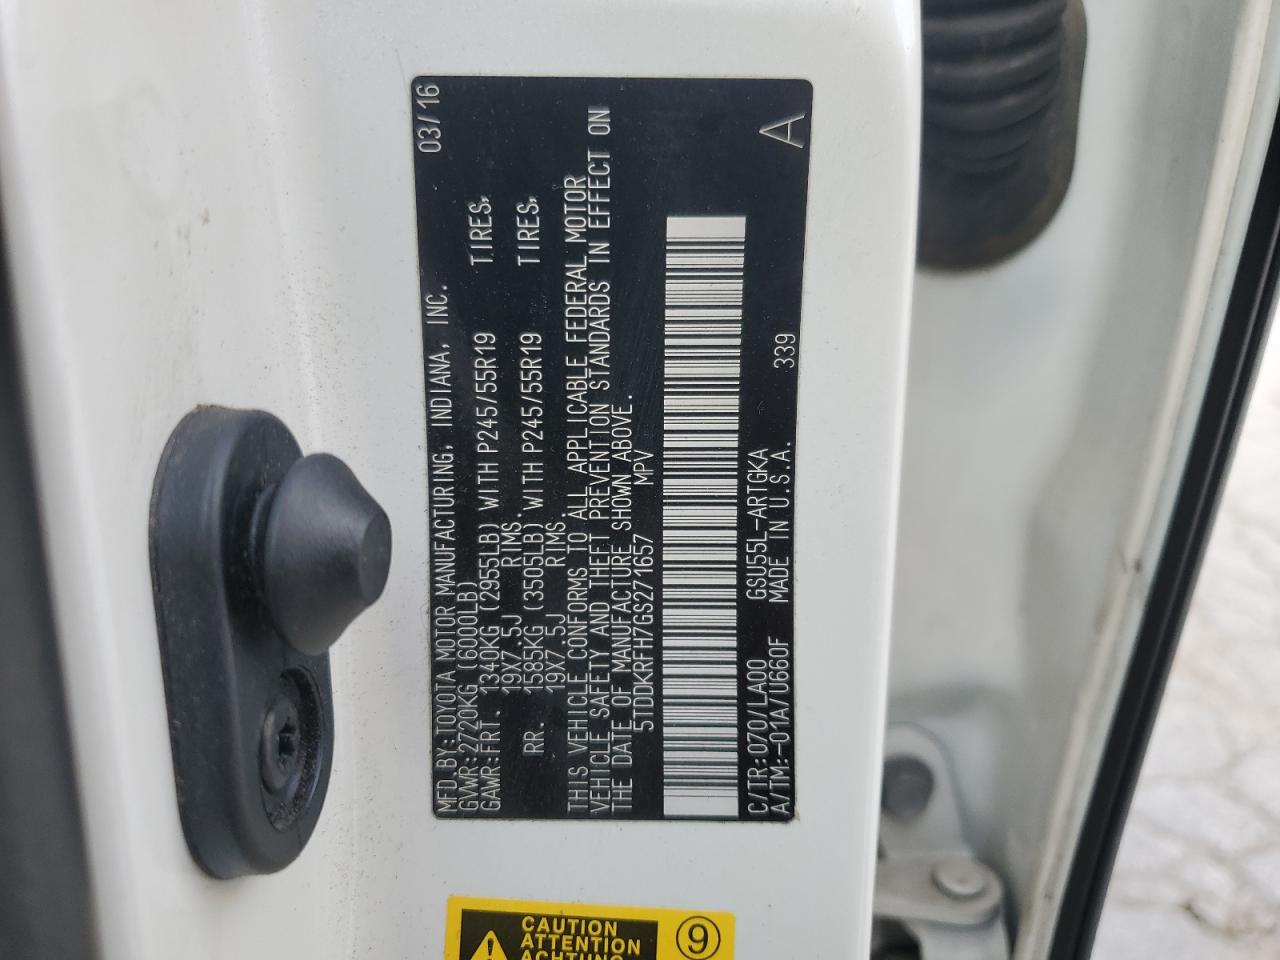 MFD.BY:TOYOTA MOTOR MANUFACTURING, INDIANA, INC. 03/16
GVWR:2720KG (6000LB)
GAWR:FRT. 1340KG (2955LB) WITH P245/55R19 TIRES,
19X7.5J RIMS.
RR. 1585KG (3505LB) WITH P245/55R19 TIRES,
19X7.5J RIMS.
THIS VEHICLE CONFORMS TO ALL APPLICABLE FEDERAL MOTOR
VEHICLE SAFETY AND THEFT PREVENTION STANDARDS IN EFFECT ON
THE DATE OF MANUFACTURE SHOWN ABOVE.
5TDDKRFH7GS271657 MPV
C/TR:070/LA00 GSU55L-ARTGKA
A/TM:-01A/U660F MADE IN U.S.A. 339 A
CAUTION
ATTENTION
ACHTUNG
9